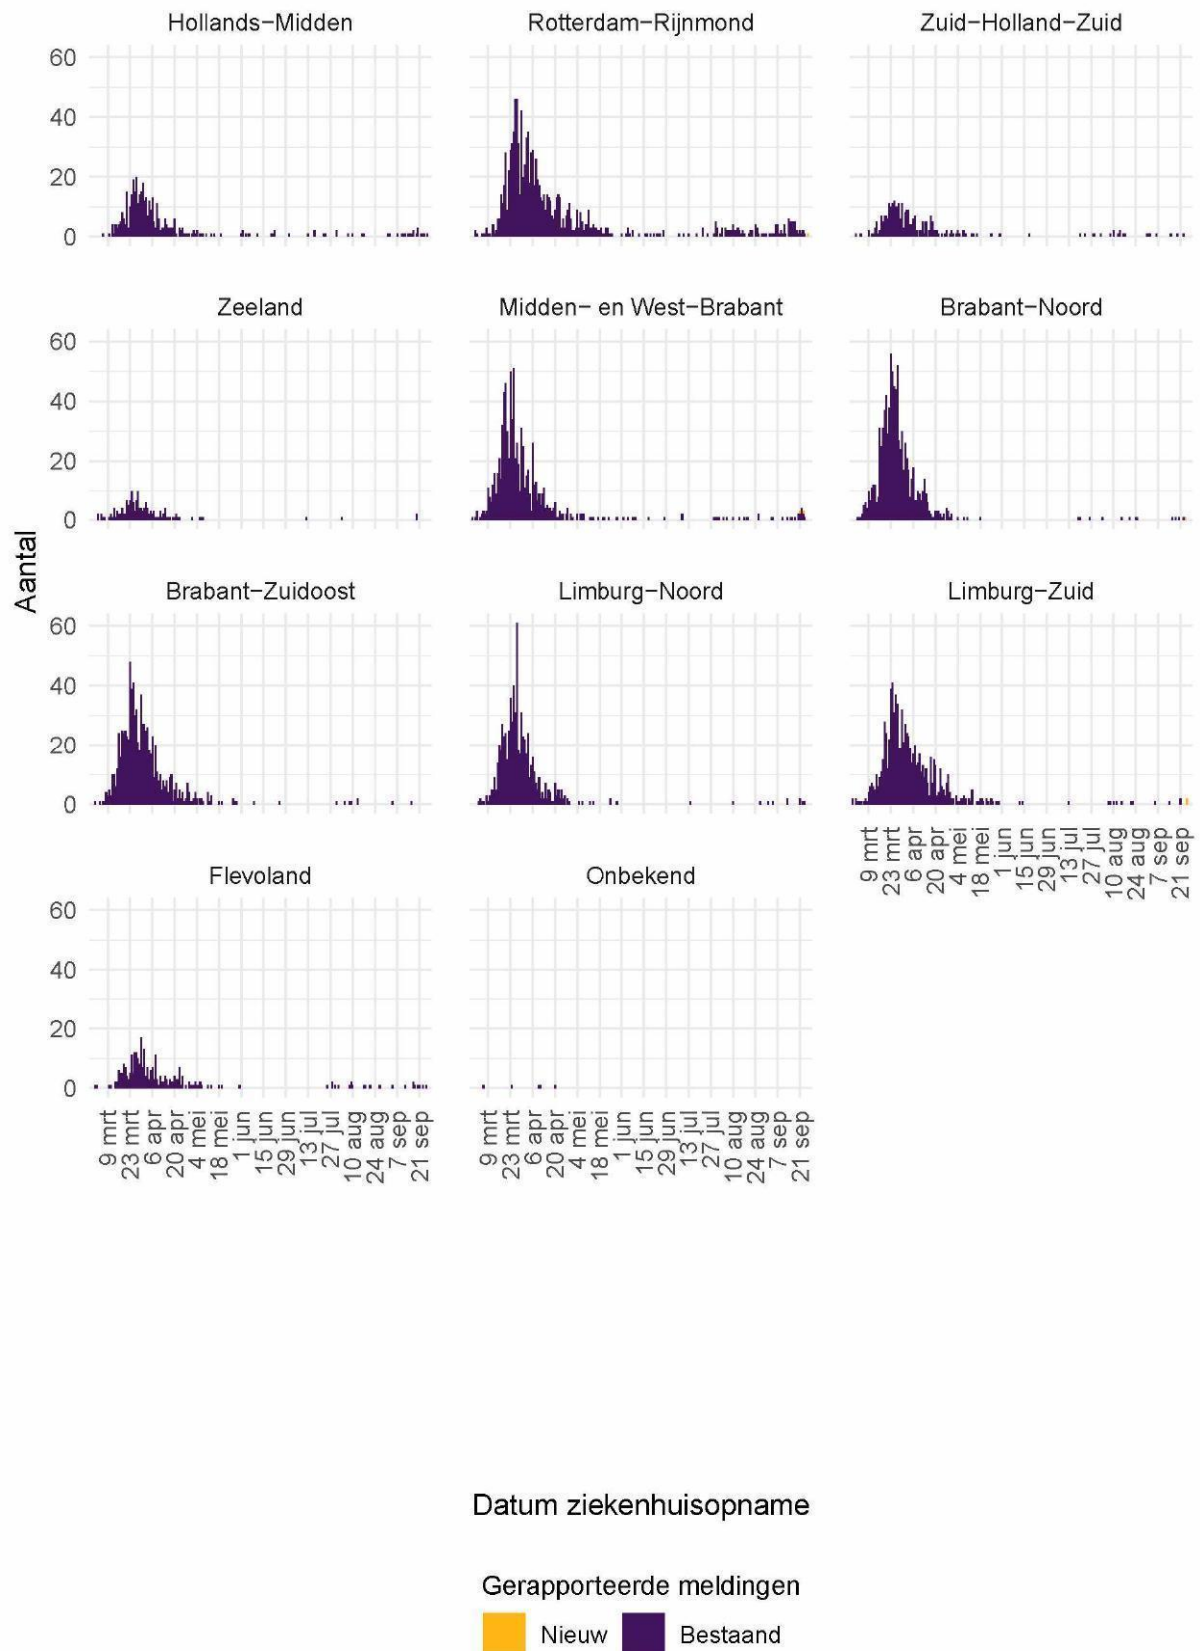 Hollands−Midden Rotterdam−Rijnmond Zuid−Holland−Zuid
60
40
20
0
Zeeland Midden− en West−Brabant Brabant−Noord
60
40
20
0
Aantal
Brabant−Zuidoost Limburg−Noord Limburg−Zuid
60
40
20
0
9 mrt 23 mrt 6 apr 20 apr 4 mei 18 mei 1 jun 15 jun 29 jun 13 jul 27 jul 10 aug 24 aug 7 sep 21 sep
Flevoland Onbekend
60
40
20
0
9 mrt 23 mrt 6 apr 20 apr 4 mei 18 mei 1 jun 15 jun 29 jun 13 jul 27 jul 10 aug 24 aug 7 sep 21 sep
9 mrt 23 mrt 6 apr 20 apr 4 mei 18 mei 1 jun 15 jun 29 jun 13 jul 27 jul 10 aug 24 aug 7 sep 21 sep
Datum ziekenhuisopname
Gerapporteerde meldingen
Nieuw Bestaand